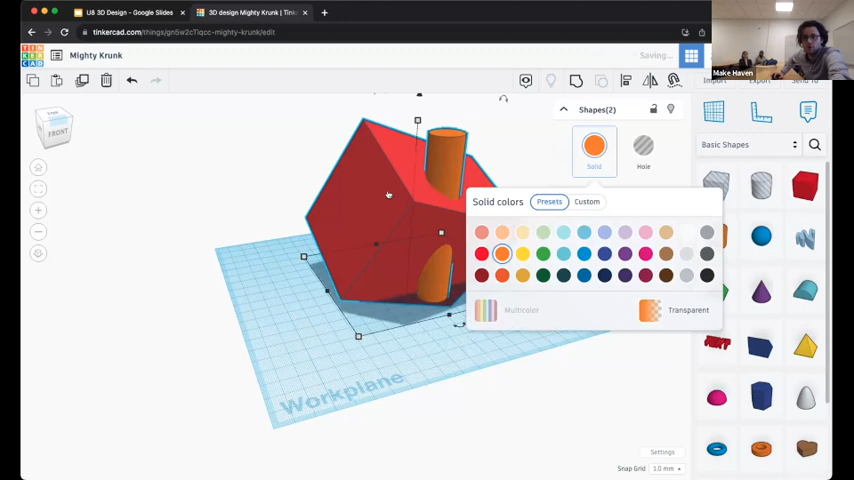 U8 3D Design - Google Slides
3D design Mighty Krunk | Tin
tinkercad.com/things/gn5w2cTlqcc-mighty-krunk/edit
TIN
KER
CAD
Mighty Krunk
Saving...
Make Haven
Import
Export
Send To
Shapes(2)
Solid
Hole
Basic Shapes
Solid colors
Presets
Custom
Multicolor
Transparent
FRONT
Workplane
Settings
Snap Grid
1.0 mm